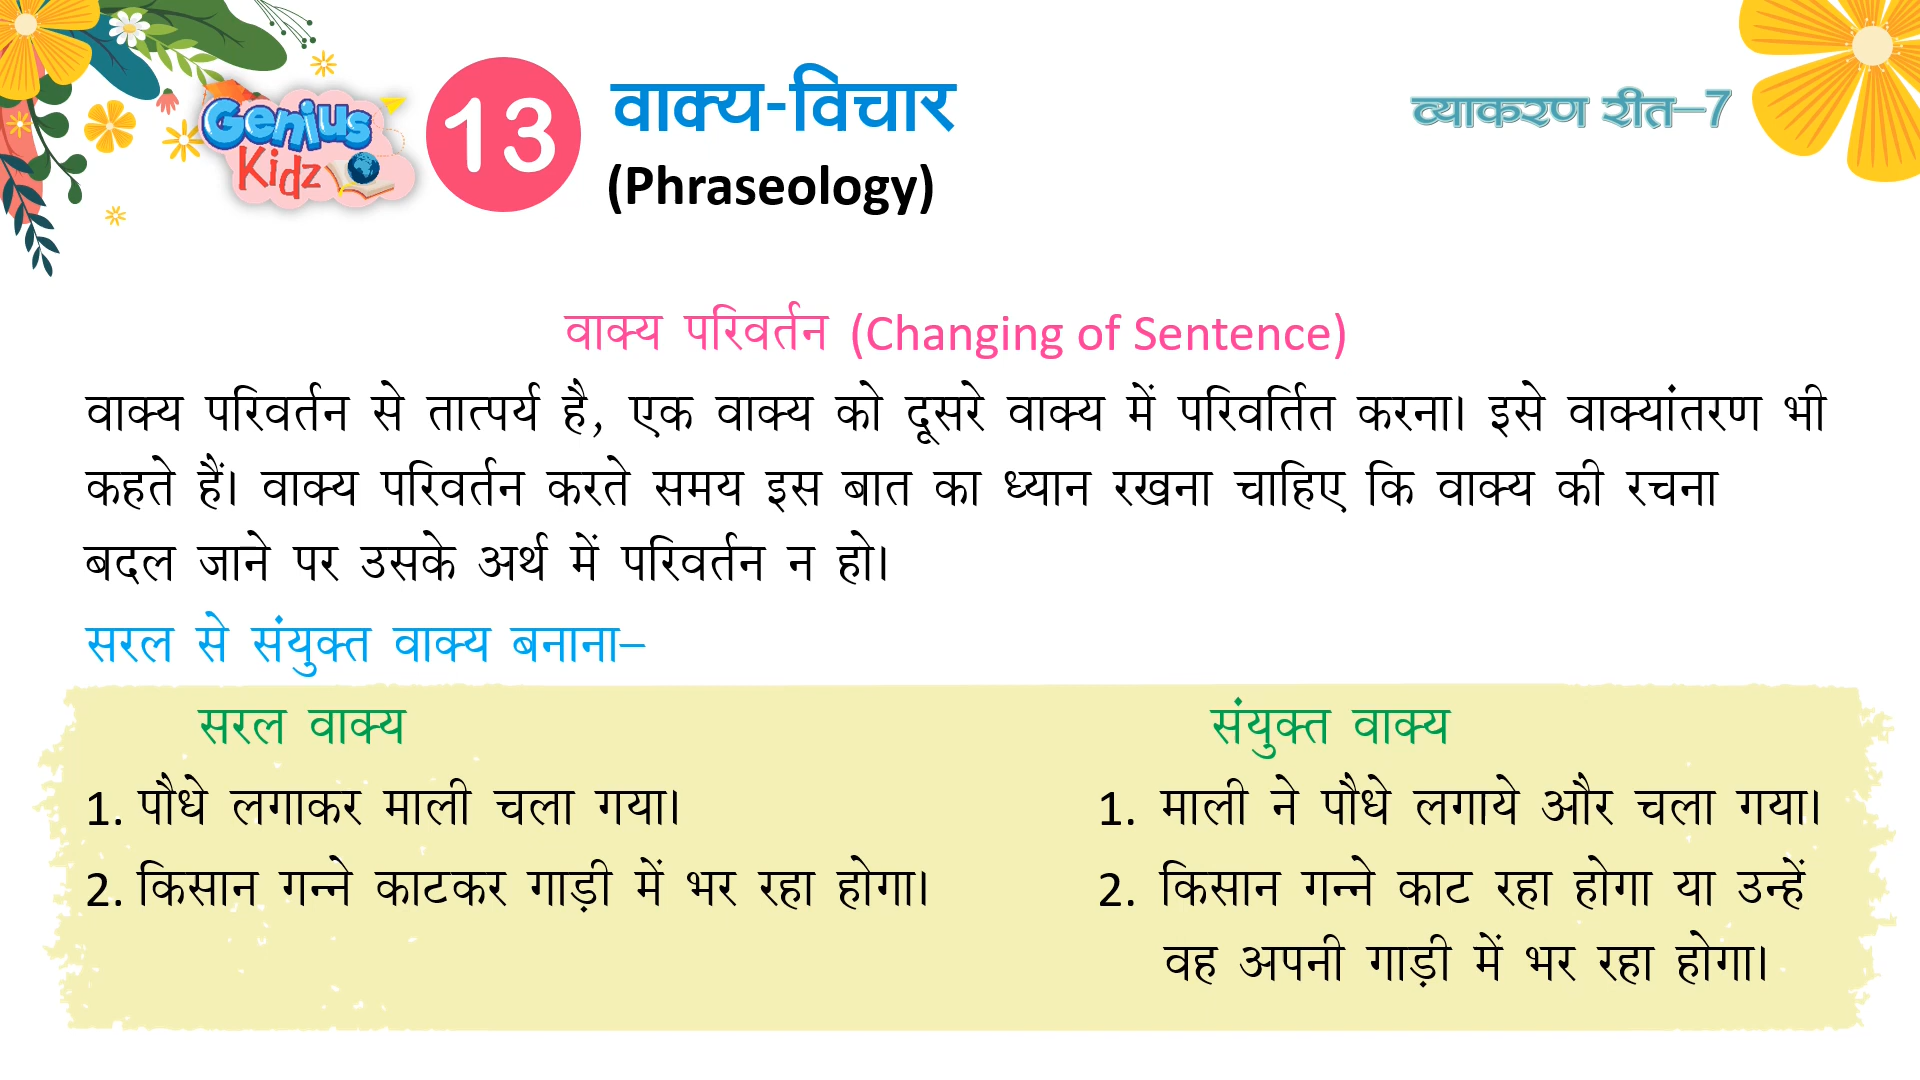 Genius
Kidz
13
वाक्य-विचार
(Phraseology)
व्याकरण रीत–7
वाक्य परिवर्तन (Changing of Sentence)
वाक्य परिवर्तन से तात्पर्य है, एक वाक्य को दूसरे वाक्य में परिवर्तित करना। इसे वाक्यांतरण भी
कहते हैं। वाक्य परिवर्तन करते समय इस बात का ध्यान रखना चाहिए कि वाक्य की रचना
बदल जाने पर उसके अर्थ में परिवर्तन न हो।
सरल से संयुक्त वाक्य बनाना–
सरल वाक्य
1. पौधे लगाकर माली चला गया।
2. किसान गन्ने काटकर गाड़ी में भर रहा होगा।
संयुक्त वाक्य
1. माली ने पौधे लगाये और चला गया।
2. किसान गन्ने काट रहा होगा या उन्हें
वह अपनी गाड़ी में भर रहा होगा।